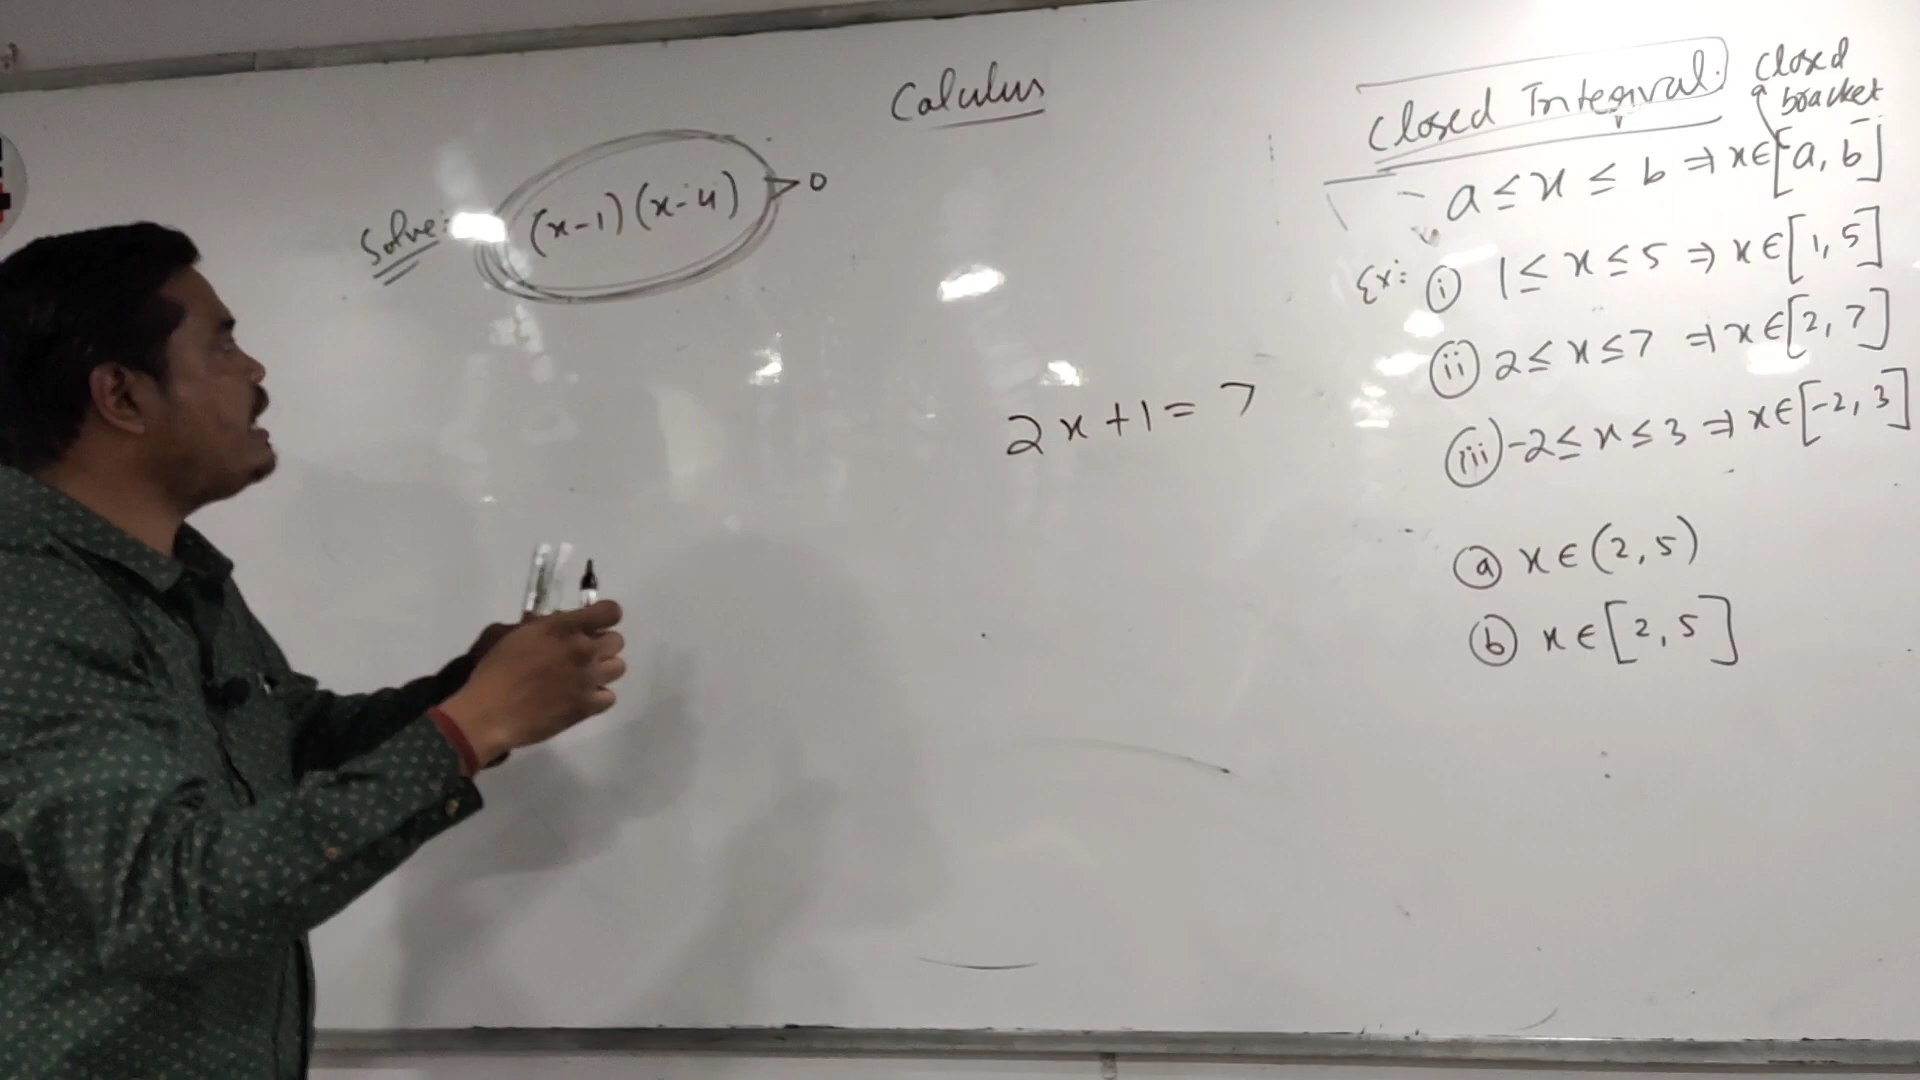 Calculus
Solve: (x-1)(x-4) > 0
2x+1=7
Closed Interval.
closed bracket
a ≤ x ≤ b ⇒ x∈[a, b]
Ex: (i) 1 ≤ x ≤ 5 ⇒ x∈[1, 5]
(ii) 2 ≤ x ≤ 7 ⇒ x∈[2, 7]
(iii) -2 ≤ x ≤ 3 ⇒ x∈[-2, 3]
(a) x∈(2, 5)
(b) x∈[2, 5]